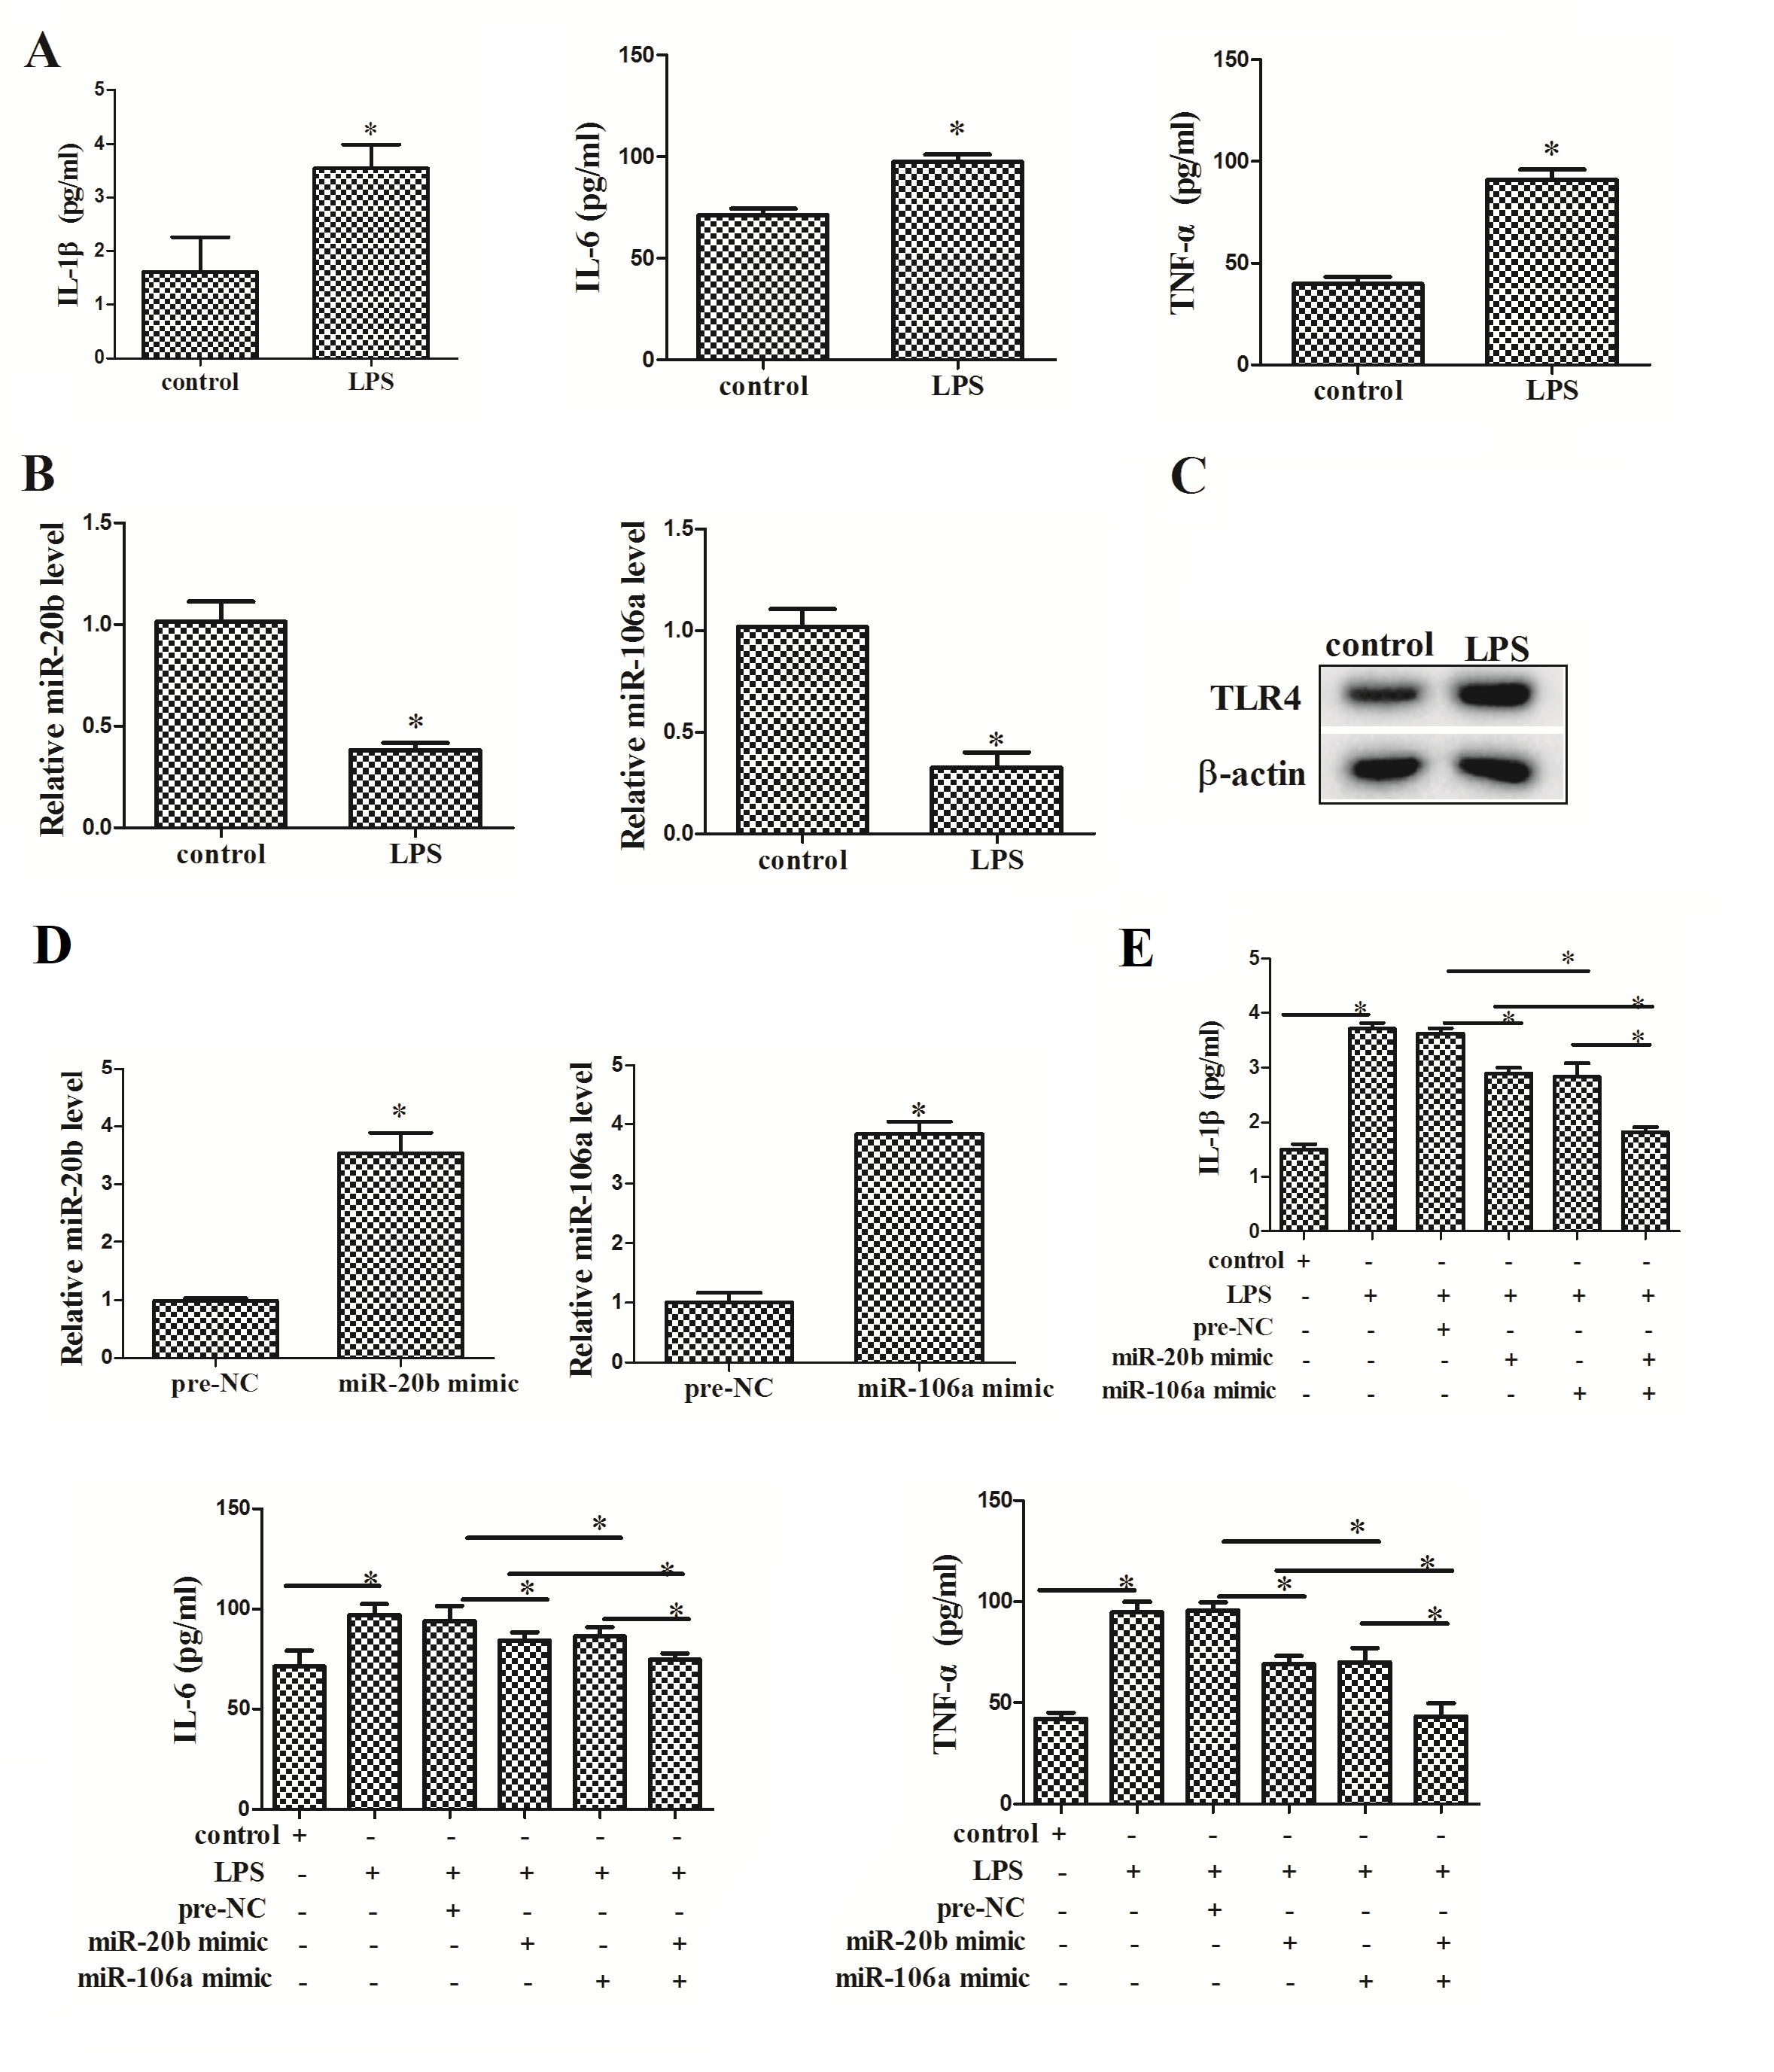 A
5
4
3
2
1
0
IL-1β (pg/ml)
*
control LPS
150
100
50
0
IL-6 (pg/ml)
*
control LPS
150
100
50
0
TNF-α (pg/ml)
*
control LPS
B
1.5
1.0
0.5
0.0
Relative miR-20b level
*
control LPS
1.5
1.0
0.5
0.0
Relative miR-106a level
*
control LPS
C
control LPS
TLR4
β-actin
D
5
4
3
2
1
0
Relative miR-20b level
*
pre-NC miR-20b mimic
5
4
3
2
1
0
Relative miR-106a level
*
pre-NC miR-106a mimic
E
5
4
3
2
1
0
IL-1β (pg/ml)
*
* * *
*
control + - - - - -
LPS - + + + + +
pre-NC - - + - - -
miR-20b mimic - - - + - +
miR-106a mimic - - - - + +
150
100
50
0
IL-6 (pg/ml)
*
* * *
*
control + - - - - -
LPS - + + + + +
pre-NC - - + - - -
miR-20b mimic - - - + - +
miR-106a mimic - - - - + +
150
100
50
0
TNF-α (pg/ml)
*
* * *
*
control + - - - - -
LPS - + + + + +
pre-NC - - + - - -
miR-20b mimic - - - + - +
miR-106a mimic - - - - + +